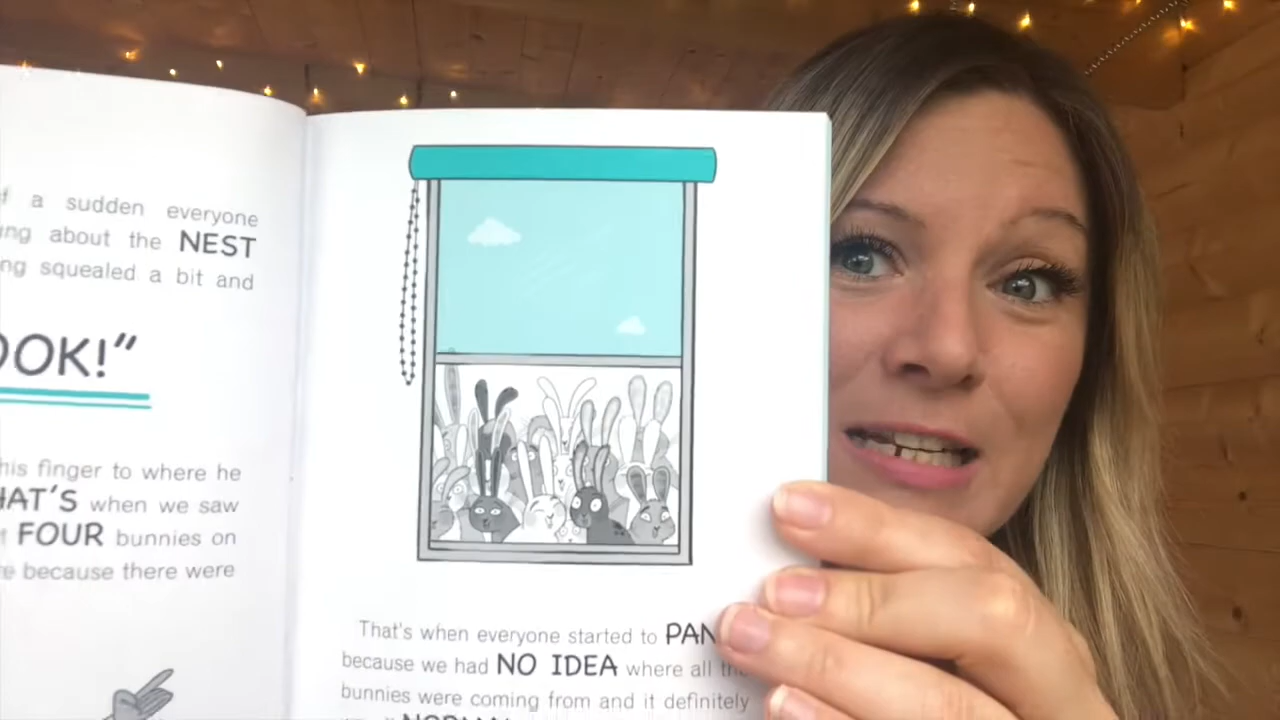 a sudden everyone
about the NEST
squealed a bit and
OOK!”
his finger to where he
when we saw
FOUR bunnies on
because there were
That's when everyone started to
because we had NO IDEA where all the
bunnies were coming from and it definitely